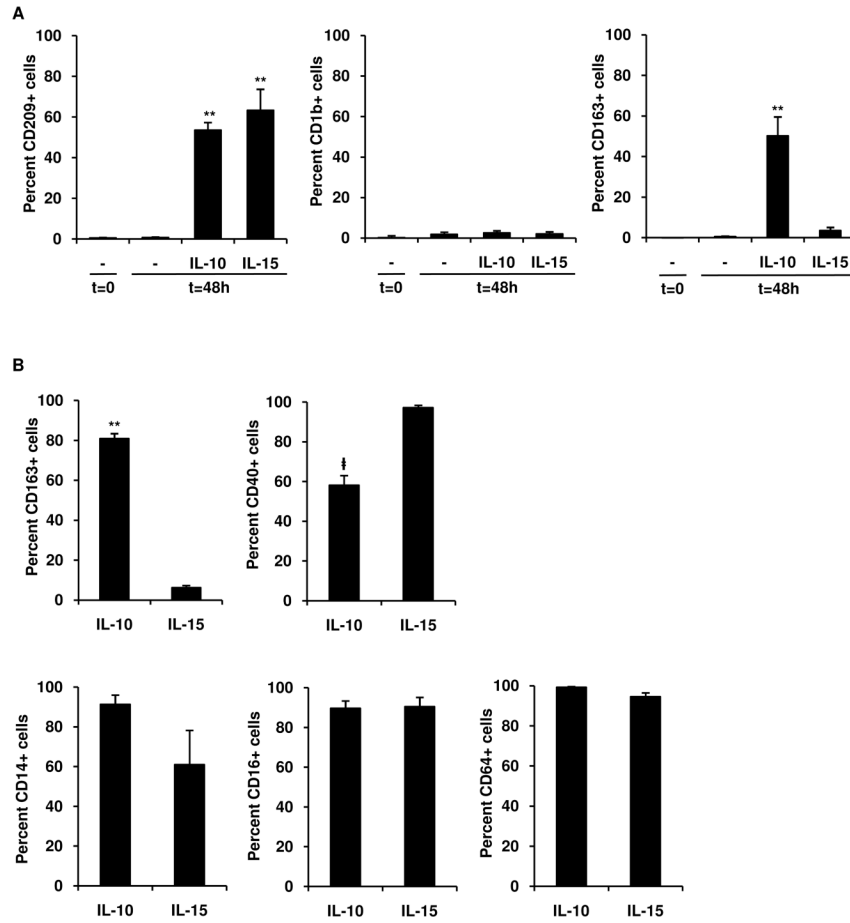 A
Percent CD209+ cells
100
80
60
40
20
0
**
**
- - IL-10 IL-15
t=0 t=48h
Percent CD1b+ cells
100
80
60
40
20
0
- - IL-10 IL-15
t=0 t=48h
Percent CD163+ cells
100
80
60
40
20
0
**
- - IL-10 IL-15
t=0 t=48h
B
Percent CD163+ cells
100
80
60
40
20
0
**
IL-10 IL-15
Percent CD40+ cells
100
80
60
40
20
0
ǂ
IL-10 IL-15
Percent CD14+ cells
100
80
60
40
20
0
IL-10 IL-15
Percent CD16+ cells
100
80
60
40
20
0
IL-10 IL-15
Percent CD64+ cells
100
80
60
40
20
0
IL-10 IL-15